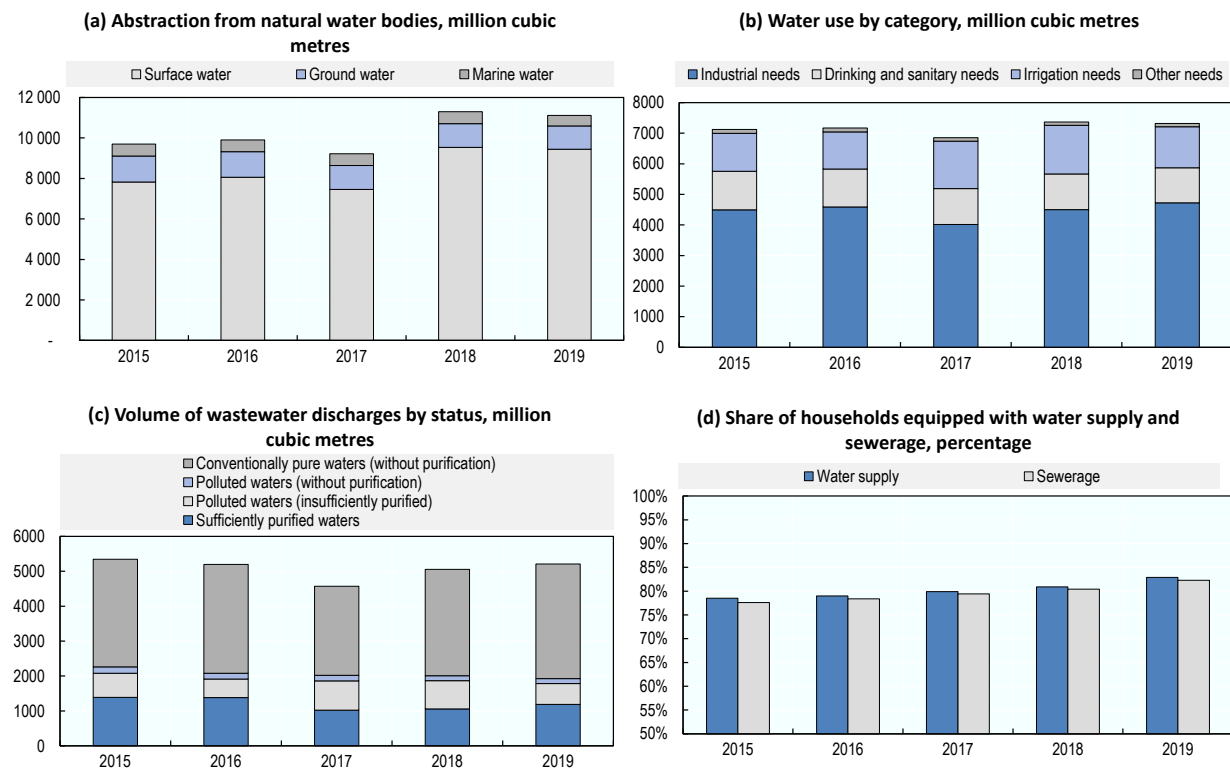 (a) Abstraction from natural water bodies, million cubic
metres
Surface water Ground water Marine water
12 000
10 000
8 000
6 000
4 000
2 000
-
2015 2016 2017 2018 2019
(b) Water use by category, million cubic metres
Industrial needs Drinking and sanitary needs Irrigation needs Other needs
8000
7000
6000
5000
4000
3000
2000
1000
0
2015 2016 2017 2018 2019
(c) Volume of wastewater discharges by status, million
cubic metres
Conventionally pure waters (without purification)
Polluted waters (without purification)
Polluted waters (insufficiently purified)
Sufficiently purified waters
6000
5000
4000
3000
2000
1000
0
2015 2016 2017 2018 2019
(d) Share of households equipped with water supply and
sewerage, percentage
Water supply Sewerage
100%
95%
90%
85%
80%
75%
70%
65%
60%
55%
50%
2015 2016 2017 2018 2019